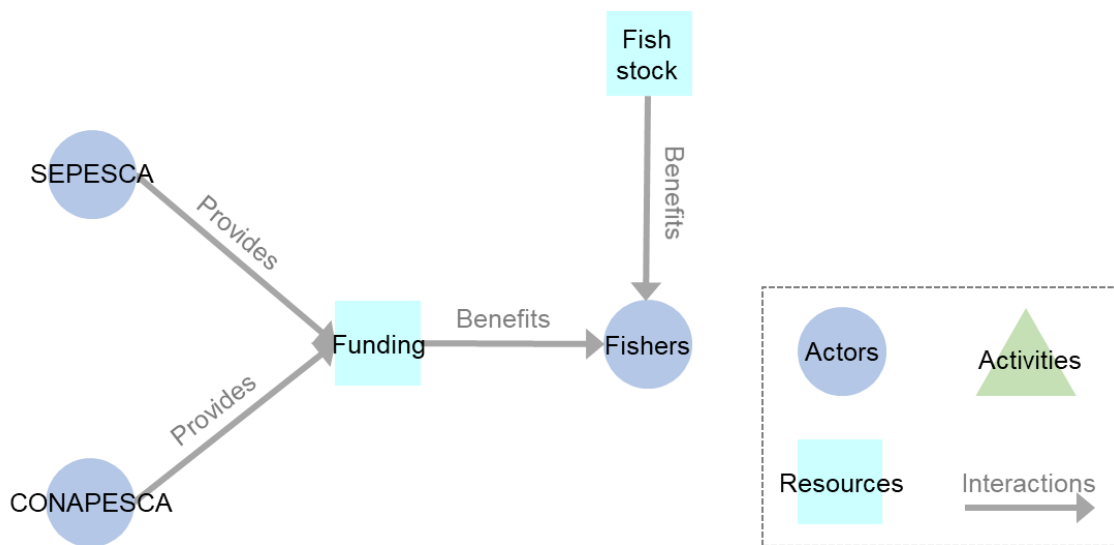 Fish
stock
Benefits
SEPESCA
Provides
Funding
Benefits
Fishers
Provides
CONAPESCA
Actors
Activities
Resources
Interactions